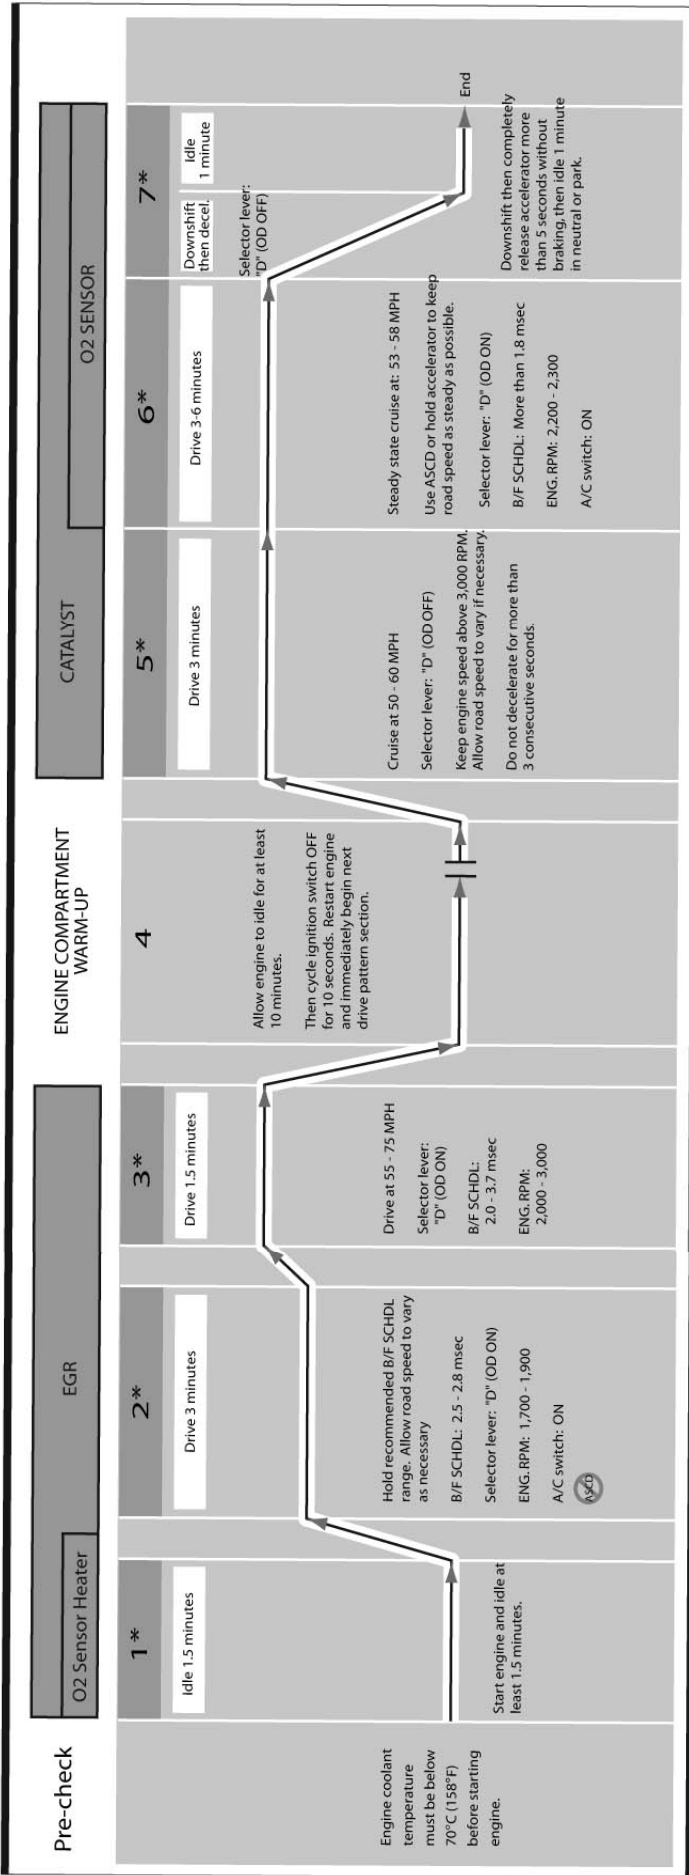 Pre-check
O2 Sensor Heater
EGR
ENGINE COMPARTMENT
WARM-UP
CATALYST
O2 SENSOR
Engine coolant
temperature
must be below
70°C (158°F)
before starting
engine.
1*
Idle 1.5 minutes
Start engine and idle at
least 1.5 minutes.
2*
Drive 3 minutes
Hold recommended B/F SCHDL
range. Allow road speed to vary
as necessary
B/F SCHDL: 2.5 - 2.8 msec
Selector lever: "D" (OD ON)
ENG. RPM: 1,700 - 1,900
A/C switch: ON
ASCD
3*
Drive 1.5 minutes
Drive at 55 - 75 MPH
Selector lever:
"D" (OD ON)
B/F SCHDL:
2.0 - 3.7 msec
ENG. RPM:
2,000 - 3,000
4
Allow engine to idle for at least
10 minutes.
Then cycle ignition switch OFF
for 10 seconds. Restart engine
and immediately begin next
drive pattern section.
5*
Drive 3 minutes
Cruise at 50 - 60 MPH
Selector lever: "D" (OD OFF)
Keep engine speed above 3,000 RPM.
Allow road speed to vary if necessary.
Do not decelerate for more than
3 consecutive seconds.
6*
Drive 3-6 minutes
Steady state cruise at: 53 - 58 MPH
Use ASCD or hold accelerator to keep
road speed as steady as possible.
Selector lever: "D" (OD ON)
B/F SCHDL: More than 1.8 msec
ENG. RPM: 2,200 - 2,300
A/C switch: ON
7*
Downshift
then decel.
Idle
1 minute
Selector lever:
"D" (OD OFF)
End
Downshift then completely
release accelerator more
than 5 seconds without
braking, then idle 1 minute
in neutral or park.